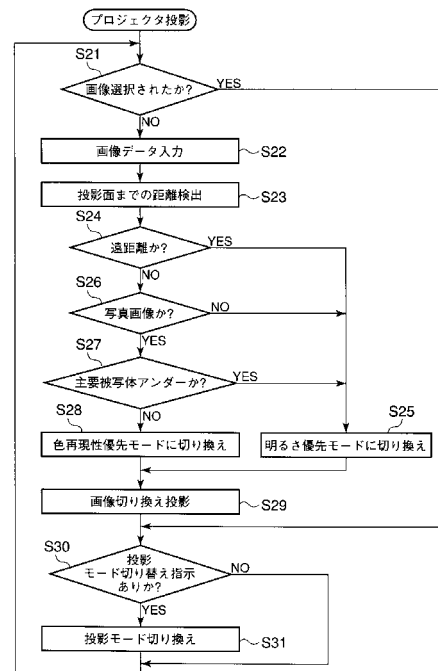 プロジェクタ投影
S21
画像選択されたか?
YES
NO
画像データ入力
S22
投影面までの距離検出
S23
S24
遠距離か?
YES
NO
S26
写真画像か?
NO
YES
S27
主要被写体アンダーか?
YES
NO
S28
色再現性優先モードに切り換え
S25
明るさ優先モードに切り換え
画像切り換え投影
S29
S30
投影
モード切り替え指示
ありか?
NO
YES
投影モード切り換え
S31